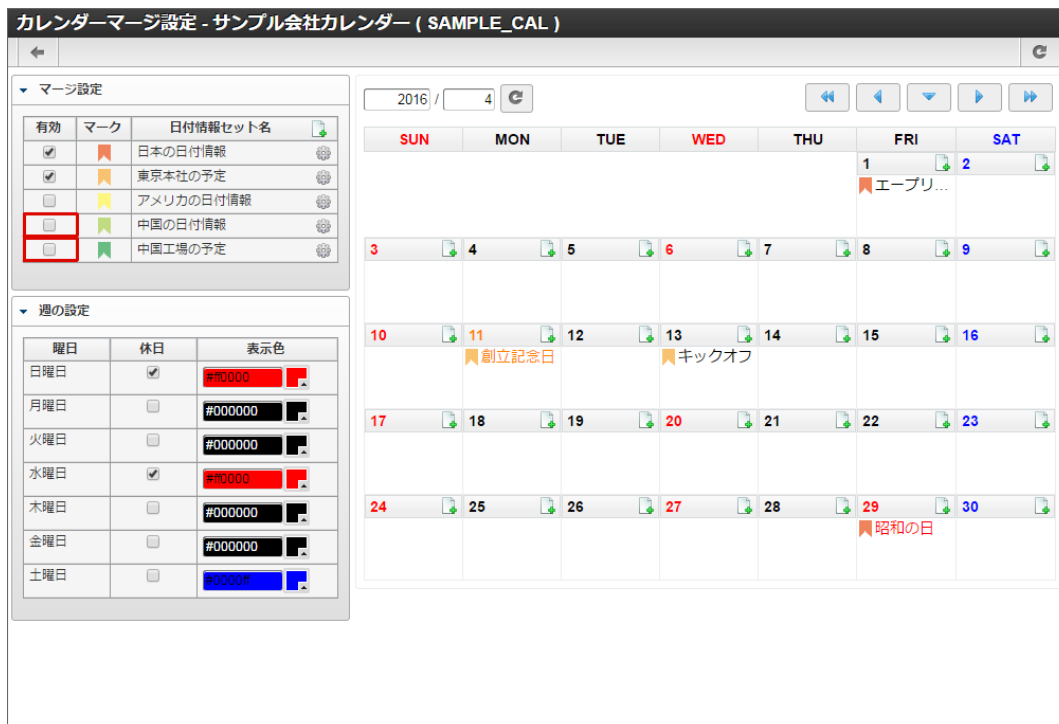 カレンダーマージ設定 - サンプル会社カレンダー ( SAMPLE_CAL )
マージ設定
有効 マーク 日付情報セット名
日本の日付情報
東京本社の予定
アメリカの日付情報
中国の日付情報
中国工場の予定
週の設定
曜日 休日 表示色
日曜日 #ff0000
月曜日 #000000
火曜日 #000000
水曜日 #ff0000
木曜日 #000000
金曜日 #000000
土曜日 #0000ff
2016 / 4
SUN MON TUE WED THU FRI SAT
1 2
エープリ...
3 4 5 6 7 8 9
10 11 12 13 14 15 16
創立記念日 キックオフ
17 18 19 20 21 22 23
24 25 26 27 28 29 30
昭和の日